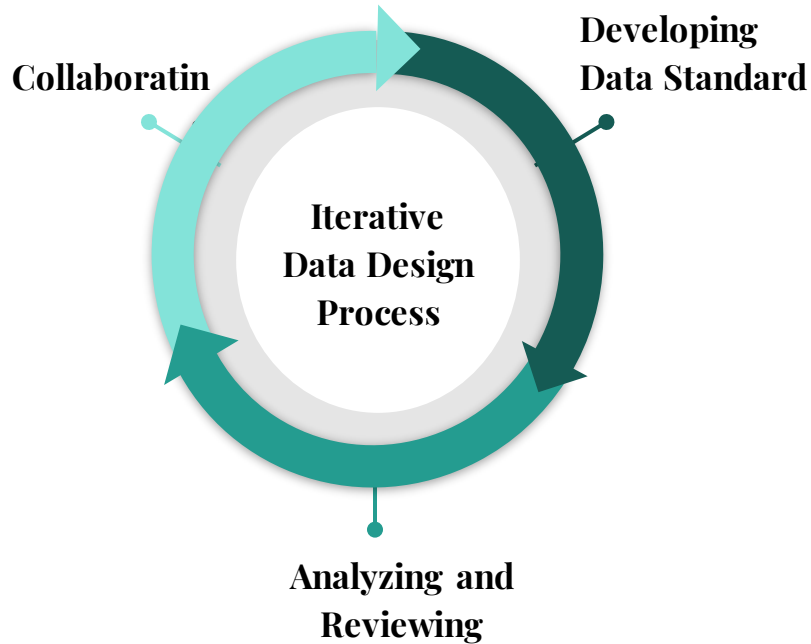 Developing
Data Standard
Collaboratin
Iterative
Data Design
Process
Analyzing and
Reviewing